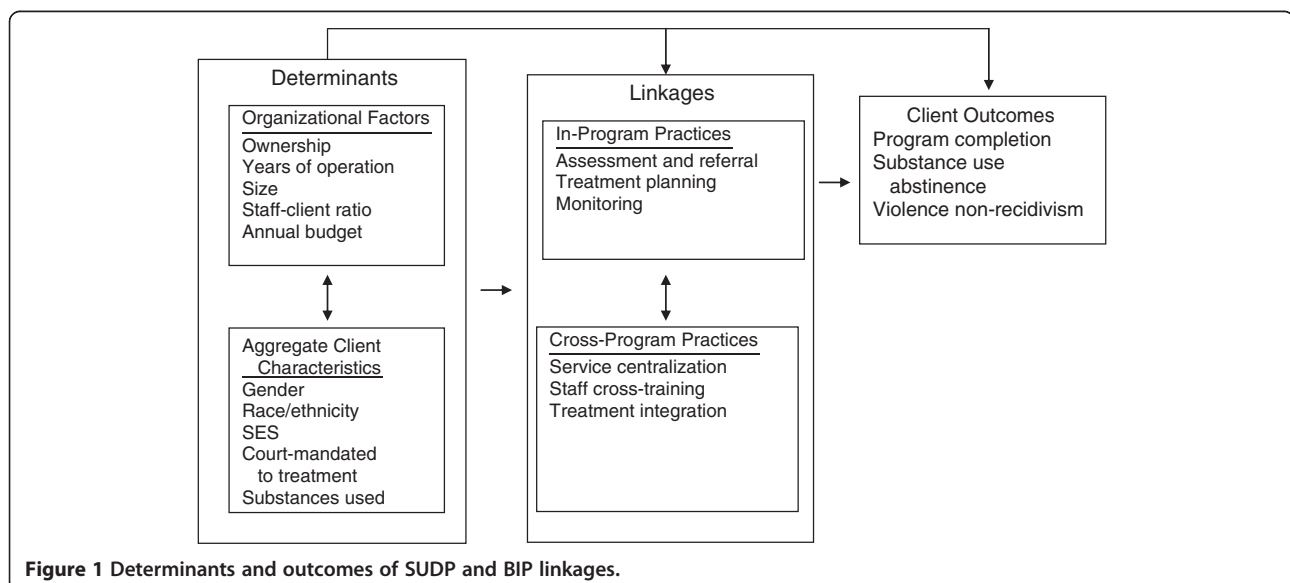 Determinants
Organizational Factors
Ownership
Years of operation
Size
Staff-client ratio
Annual budget
Aggregate Client
Characteristics
Gender
Race/ethnicity
SES
Court-mandated
to treatment
Substances used
Linkages
In-Program Practices
Assessment and referral
Treatment planning
Monitoring
Cross-Program Practices
Service centralization
Staff cross-training
Treatment integration
Client Outcomes
Program completion
Substance use
abstinence
Violence non-recidivism
Figure 1 Determinants and outcomes of SUDP and BIP linkages.